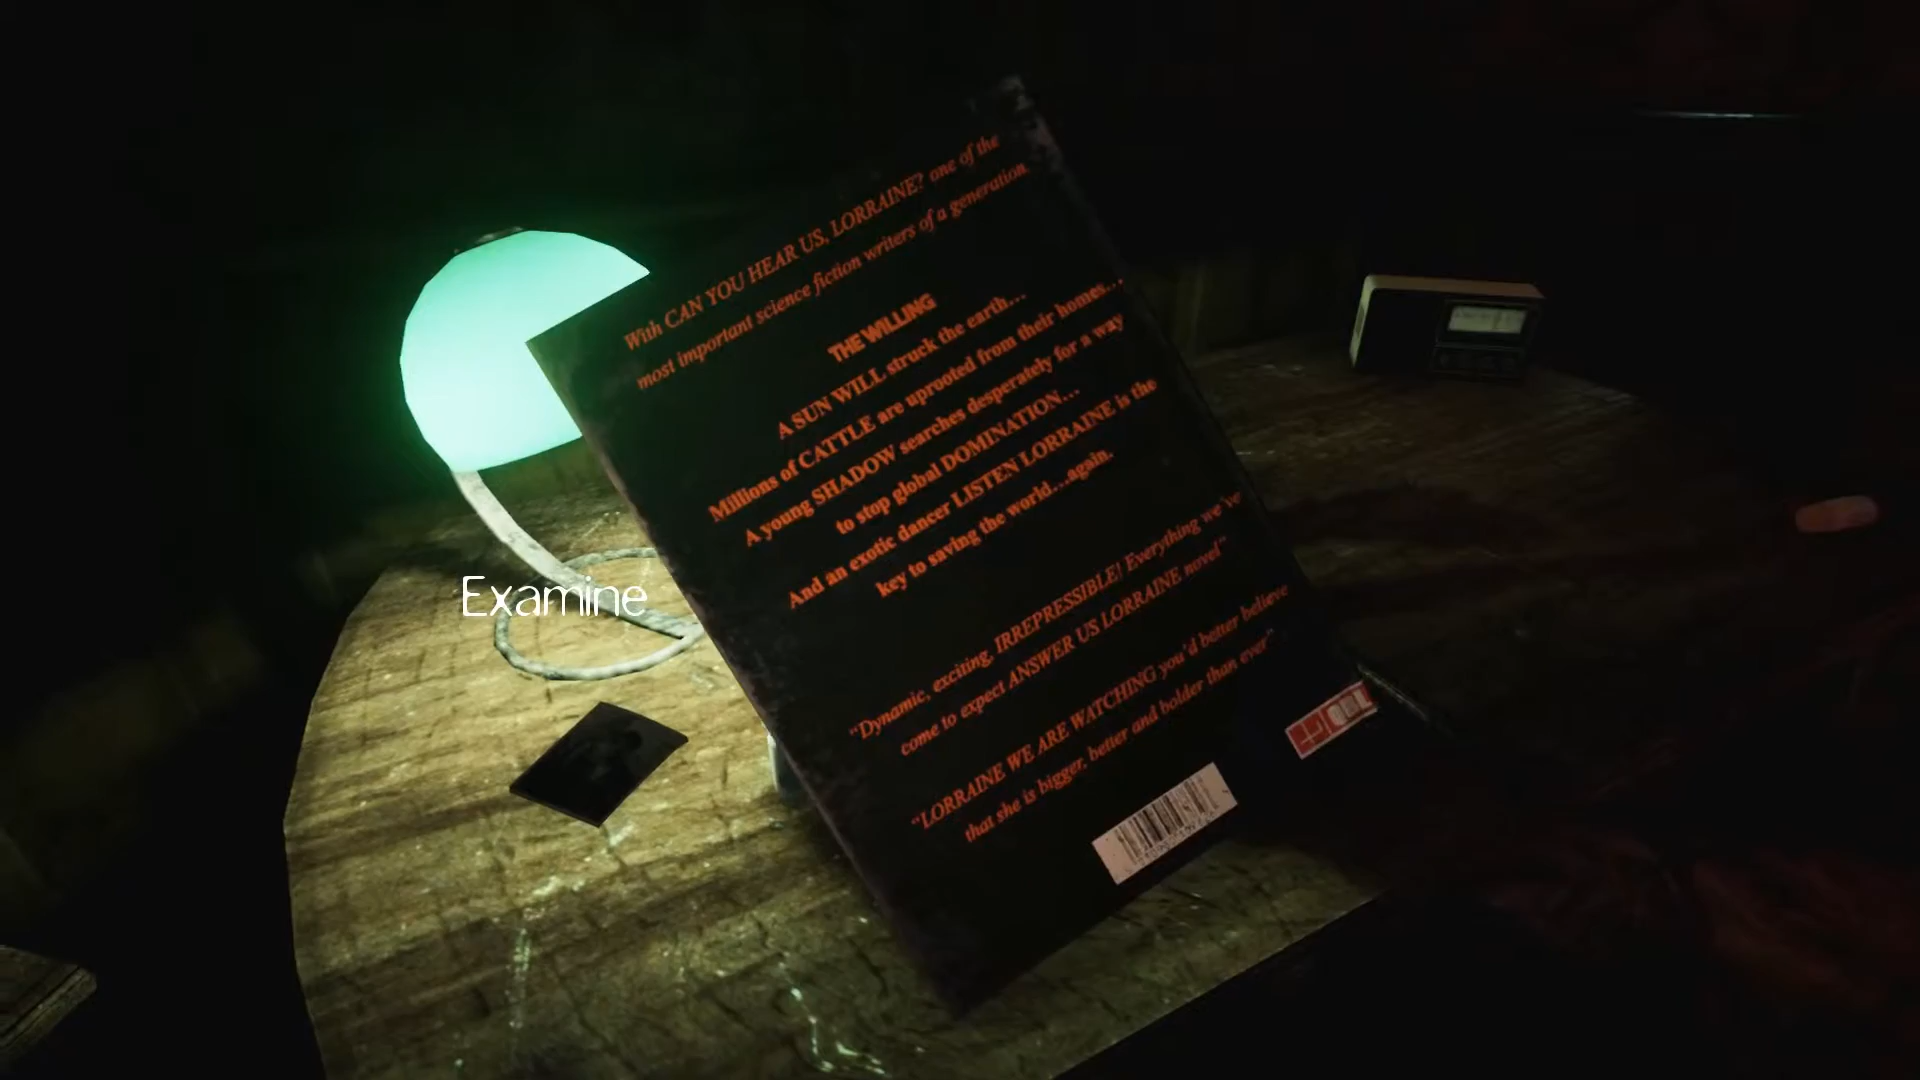 With CAN YOU HEAR US, LORRAINE? one of the
most important science fiction writers of a generation.
THE WILLING
A SUN WILL struck the earth...
Millions of CATTLE are uprooted from their homes...
A young SHADOW searches desperately for a way
to stop global DOMINATION...
And an exotic dancer LISTEN LORRAINE is the
key to saving the world...again.
"Dynamic, exciting, IRREPRESSIBLE! Everything we've
come to expect ANSWER US LORRAINE novel"
"LORRAINE WE ARE WATCHING you'd better believe
that she is bigger, better and bolder than ever"
Examine